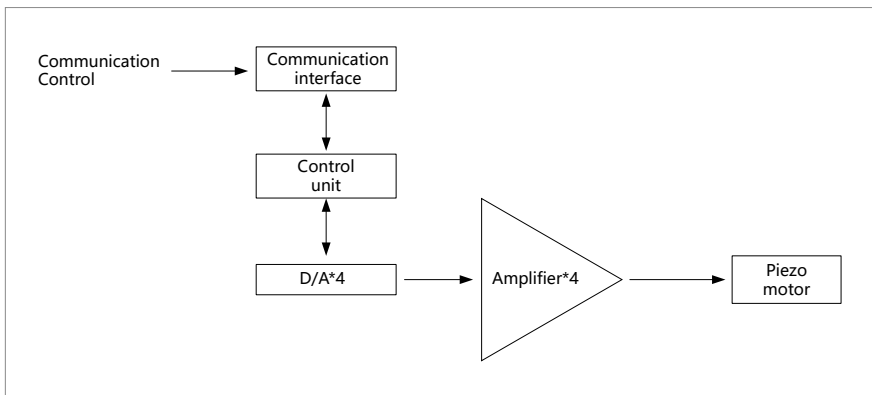 Communication
Control
Communication
interface
Control
unit
D/A*4
Amplifier*4
Piezo
motor